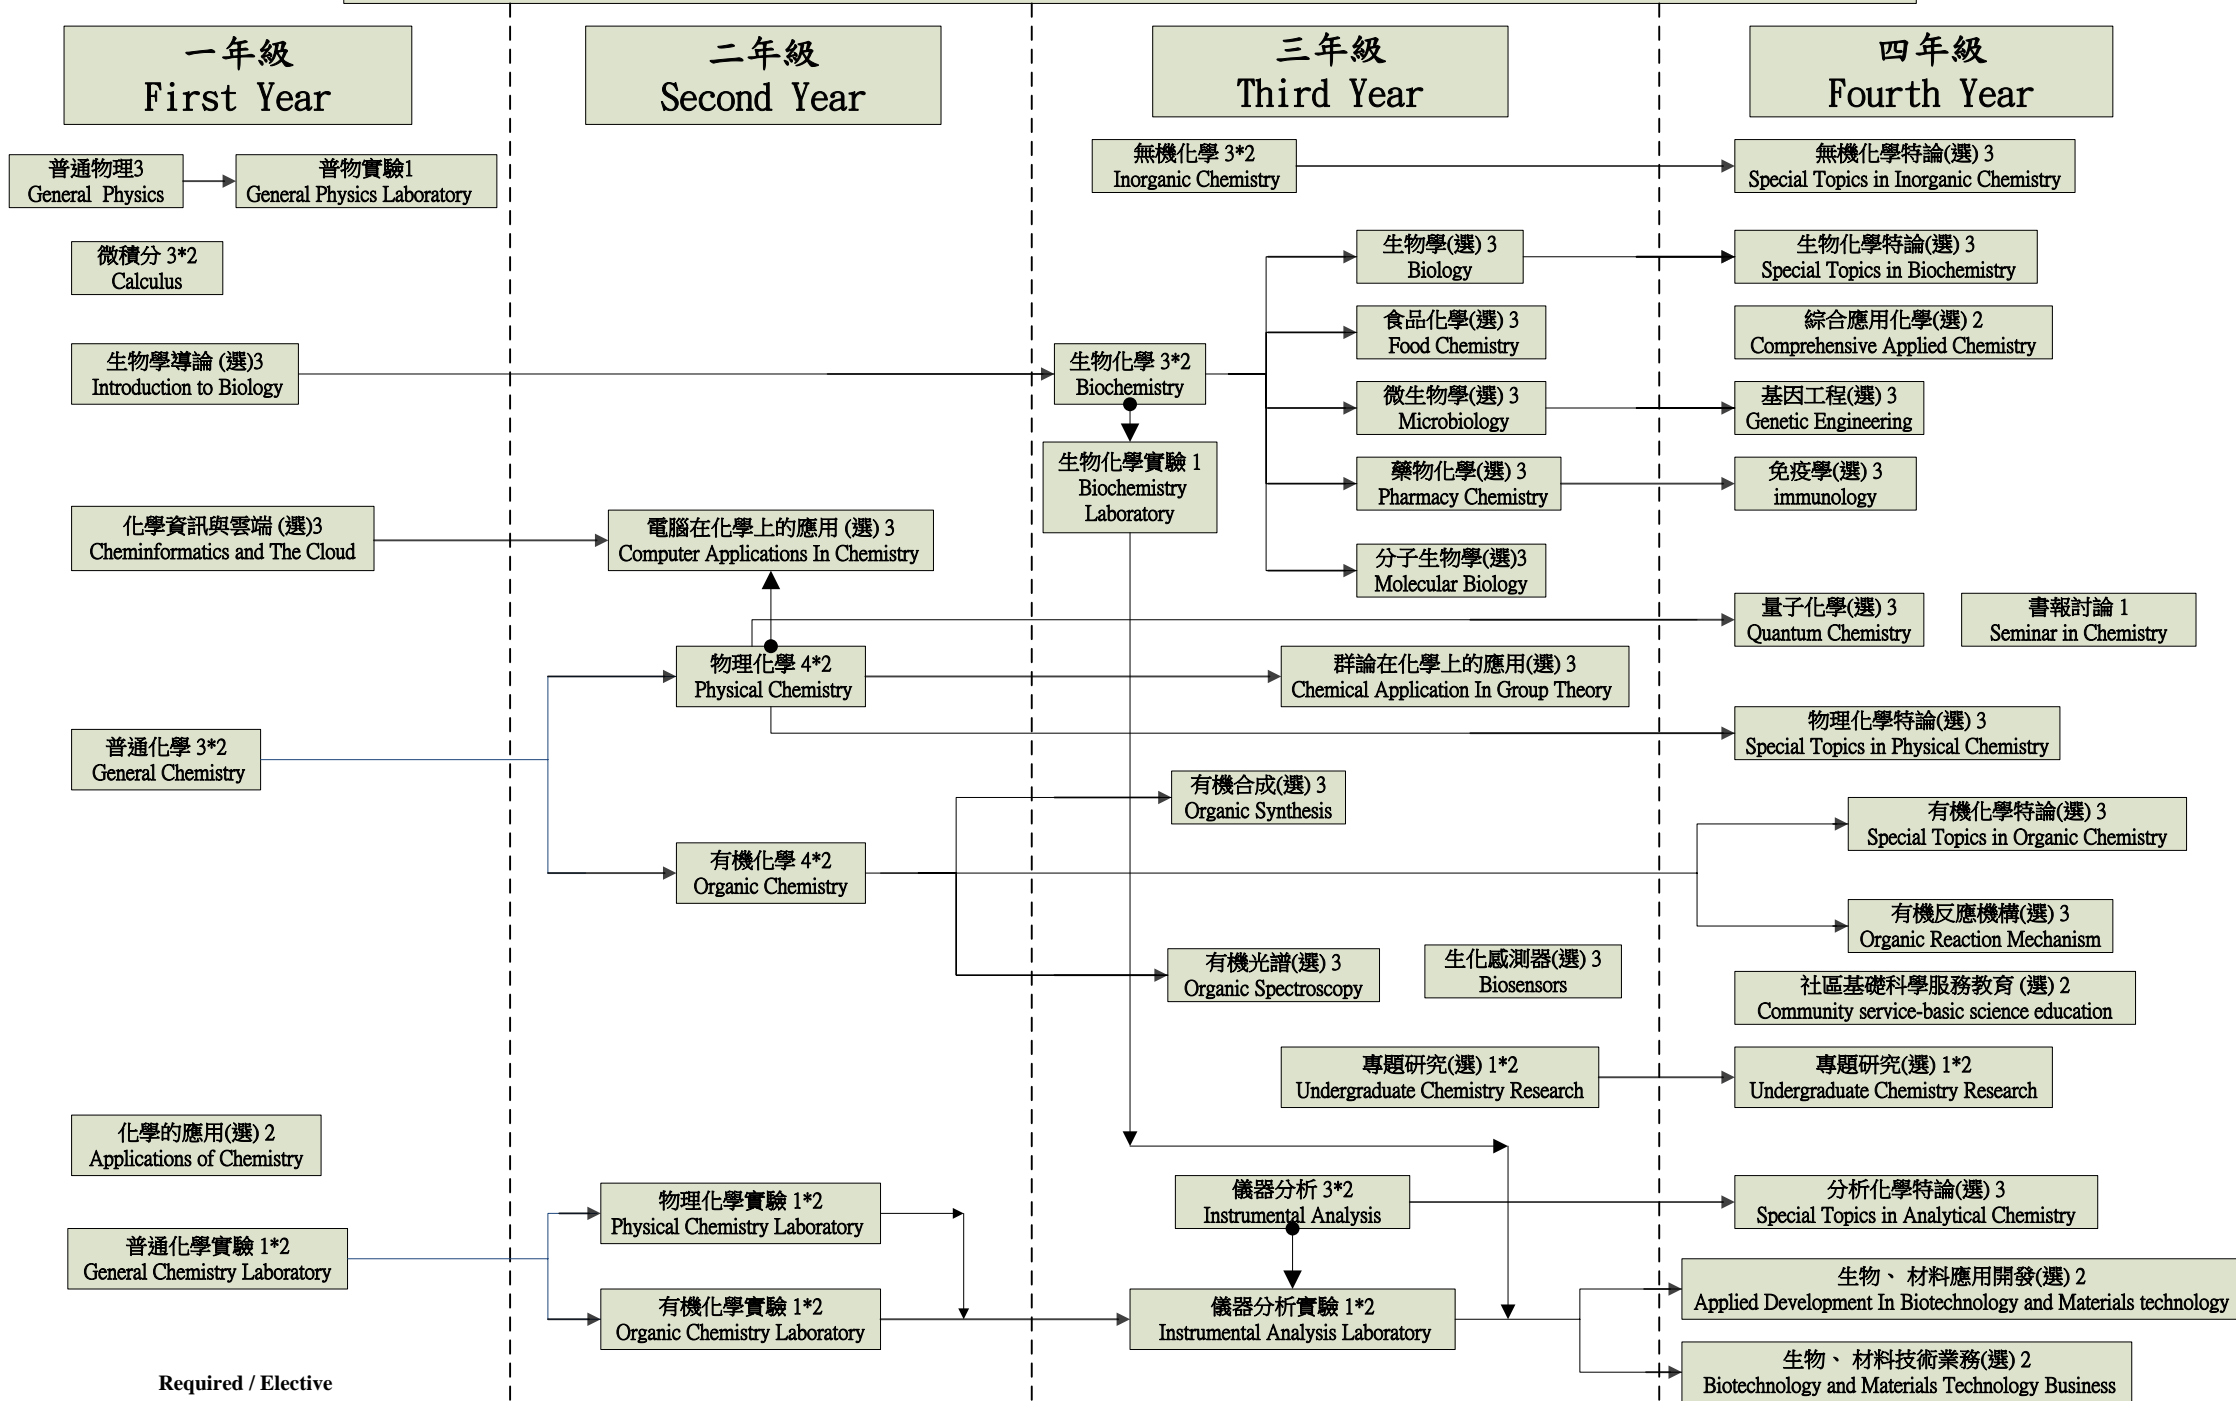 一年級
First Year
二年級
Second Year
三年級
Third Year
四年級
Fourth Year
普通物理3
General Physics
普物實驗1
General Physics Laboratory
微積分 3*2
Calculus
生物學導論 (選)3
Introduction to Biology
化學資訊與雲端 (選)3
Cheminformatics and The Cloud
普通化學 3*2
General Chemistry
化學的應用(選) 2
Applications of Chemistry
普通化學實驗 1*2
General Chemistry Laboratory
Required / Elective
電腦在化學上的應用 (選) 3
Computer Applications In Chemistry
物理化學 4*2
Physical Chemistry
有機化學 4*2
Organic Chemistry
物理化學實驗 1*2
Physical Chemistry Laboratory
有機化學實驗 1*2
Organic Chemistry Laboratory
無機化學 3*2
Inorganic Chemistry
生物化學 3*2
Biochemistry
生物化學實驗 1
Biochemistry
Laboratory
生物學(選) 3
Biology
食品化學(選) 3
Food Chemistry
微生物學(選) 3
Microbiology
藥物化學(選) 3
Pharmacy Chemistry
分子生物學(選)3
Molecular Biology
群論在化學上的應用(選) 3
Chemical Application In Group Theory
有機合成(選) 3
Organic Synthesis
有機光譜(選) 3
Organic Spectroscopy
生化感測器(選) 3
Biosensors
專題研究(選) 1*2
Undergraduate Chemistry Research
儀器分析 3*2
Instrumental Analysis
儀器分析實驗 1*2
Instrumental Analysis Laboratory
無機化學特論(選) 3
Special Topics in Inorganic Chemistry
生物化學特論(選) 3
Special Topics in Biochemistry
綜合應用化學(選) 2
Comprehensive Applied Chemistry
基因工程(選) 3
Genetic Engineering
免疫學(選) 3
immunology
量子化學(選) 3
Quantum Chemistry
書報討論 1
Seminar in Chemistry
物理化學特論(選) 3
Special Topics in Physical Chemistry
有機化學特論(選) 3
Special Topics in Organic Chemistry
有機反應機構(選) 3
Organic Reaction Mechanism
社區基礎科學服務教育 (選) 2
Community service-basic science education
專題研究(選) 1*2
Undergraduate Chemistry Research
分析化學特論(選) 3
Special Topics in Analytical Chemistry
生物、 材料應用開發(選) 2
Applied Development In Biotechnology and Materials technology
生物、 材料技術業務(選) 2
Biotechnology and Materials Technology Business